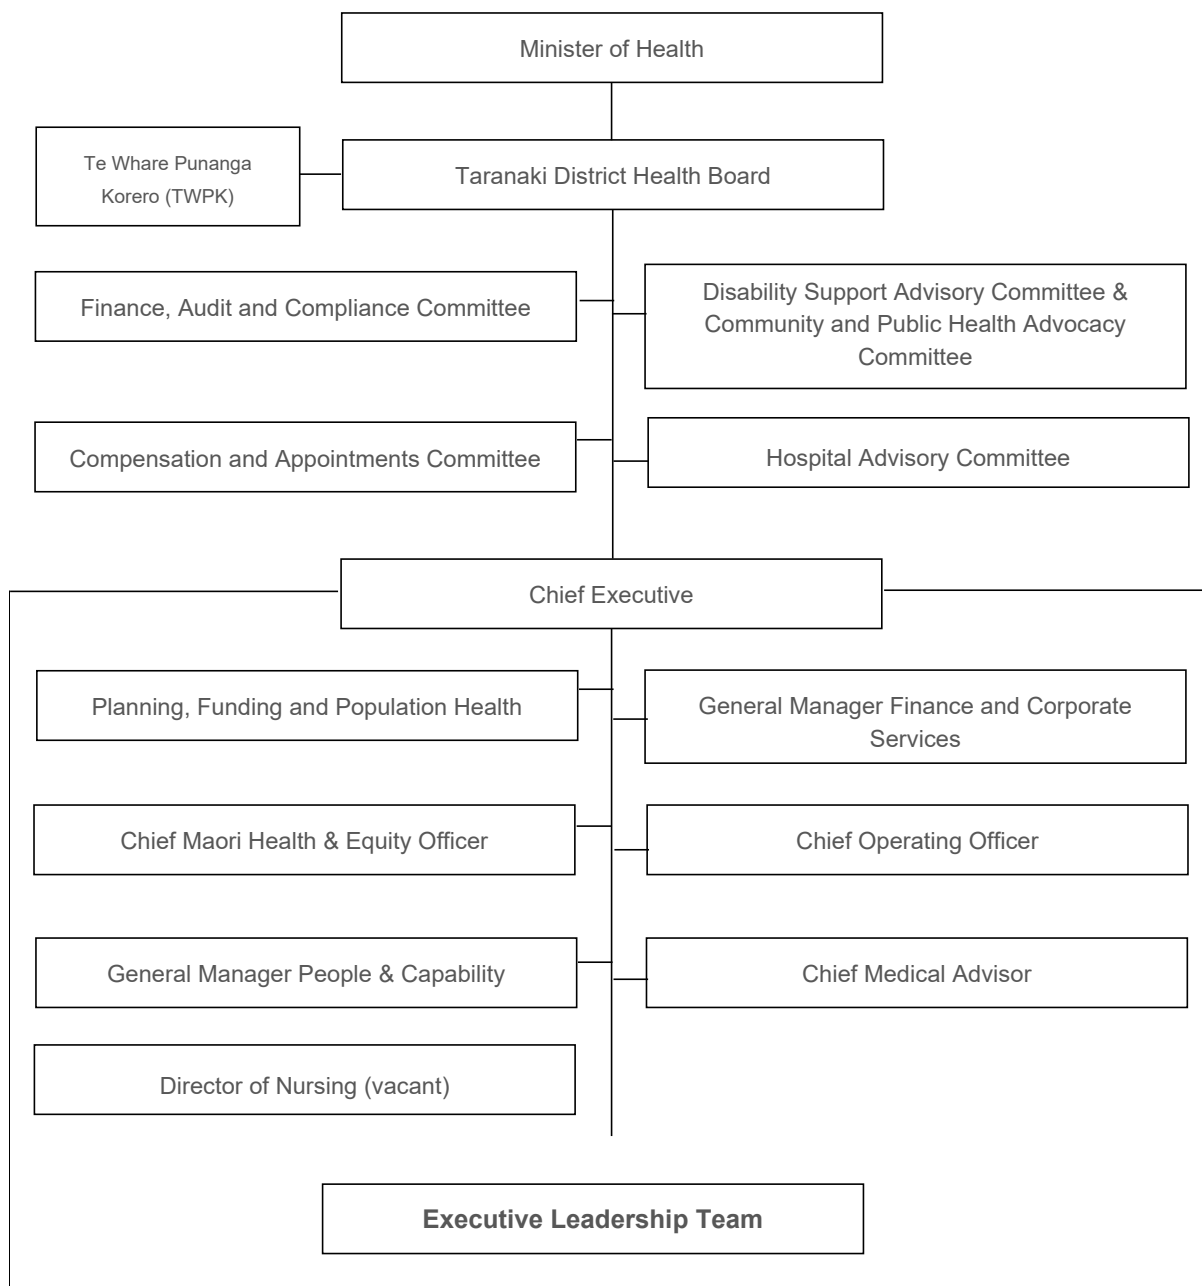 Minister of Health
Te Whare Punanga
Korero (TWPK)
Taranaki District Health Board
Finance, Audit and Compliance Committee
Disability Support Advisory Committee &
Community and Public Health Advocacy
Committee
Compensation and Appointments Committee
Hospital Advisory Committee
Chief Executive
Planning, Funding and Population Health
General Manager Finance and Corporate
Services
Chief Maori Health & Equity Officer
Chief Operating Officer
General Manager People & Capability
Chief Medical Advisor
Director of Nursing (vacant)
Executive Leadership Team